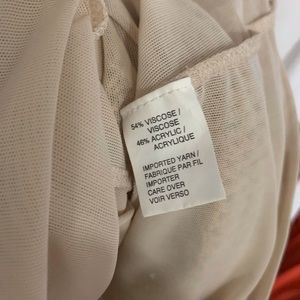 54% VISCOSE /
VISCOSE
46% ACRYLIC /
ACRYLIQUE
IMPORTED YARN /
FABRIQUE PAR FIL
IMPORTER
CARE OVER
VOIR VERSO